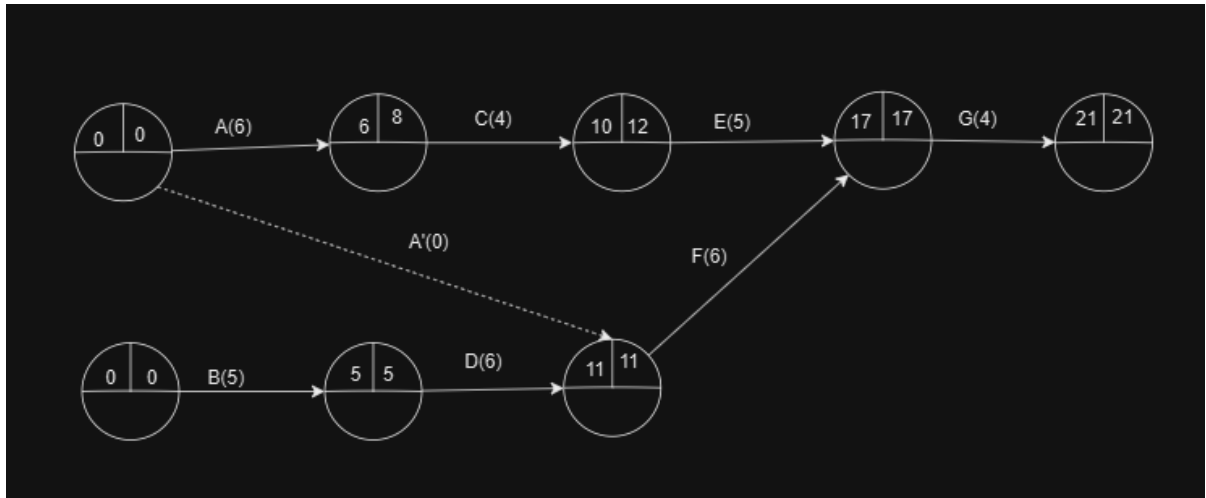 0 0
A(6)
6 8
C(4)
10 12
E(5)
17 17
G(4)
21 21
A'(0)
F(6)
0 0
B(5)
5 5
D(6)
11 11